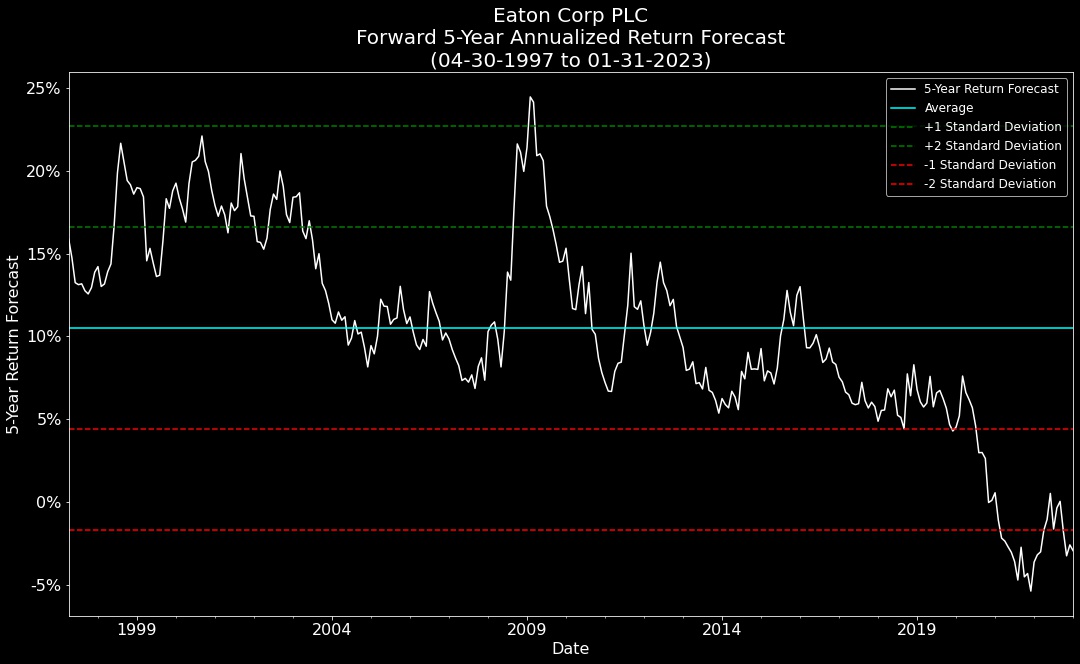 Eaton Corp PLC
Forward 5-Year Annualized Return Forecast
(04-30-1997 to 01-31-2023)
5-Year Return Forecast
Average
+1 Standard Deviation
+2 Standard Deviation
-1 Standard Deviation
-2 Standard Deviation
25%
20%
15%
10%
5%
0%
-5%
5-Year Return Forecast
1999
2004
2009
2014
2019
Date